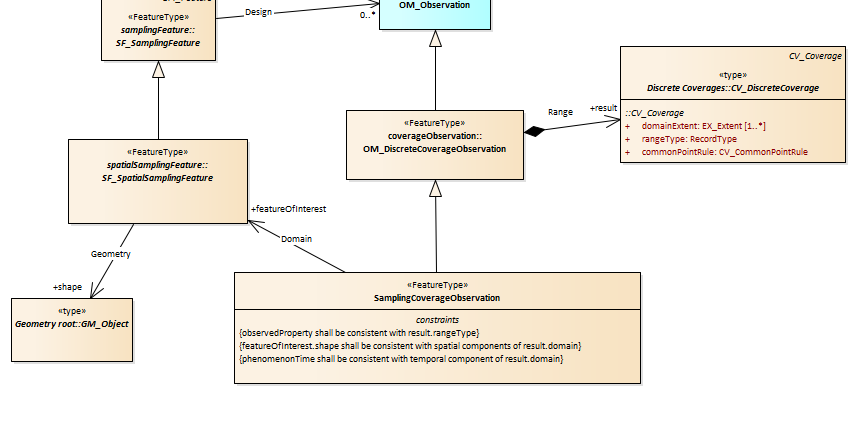 «FeatureType»
samplingFeature::
SF_SamplingFeature
Design
0..*
OM_Observation
CV_Coverage
«type»
Discrete Coverages::CV_DiscreteCoverage
::CV_Coverage
+ domainExtent: EX_Extent [1..*]
+ rangeType: RecordType
+ commonPointRule: CV_CommonPointRule
Range
+result
«FeatureType»
coverageObservation::
OM_DiscreteCoverageObservation
«FeatureType»
spatialSamplingFeature::
SF_SpatialSamplingFeature
+featureOfInterest
Domain
Geometry
+shape
«type»
Geometry root::GM_Object
«FeatureType»
SamplingCoverageObservation
constraints
{observedProperty shall be consistent with result.rangeType}
{featureOfInterest.shape shall be consistent with spatial components of result.domain}
{phenomenonTime shall be consistent with temporal component of result.domain}